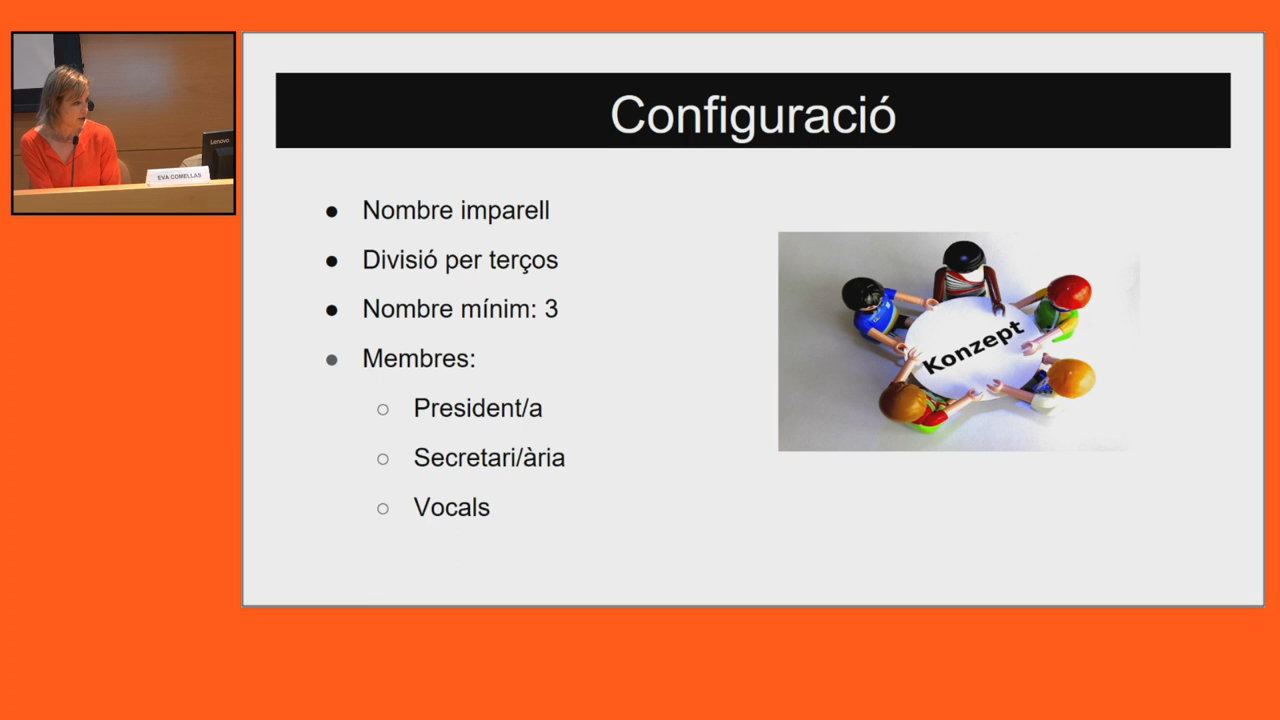 Lenovo
EVA COMELLAS
Configuració
Nombre imparell
Divisió per terços
Nombre mínim: 3
Membres:
President/a
Secretari/ària
Vocals
Konzept